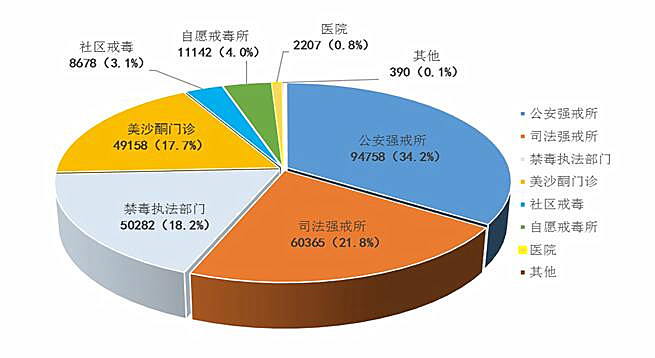 医院
2207（0.8%）
自愿戒毒所
11142（4.0%）
社区戒毒
8678（3.1%）
其他
390（0.1%）
美沙酮门诊
49158（17.7%）
公安强戒所
94758（34.2%）
禁毒执法部门
50282（18.2%）
司法强戒所
60365（21.8%）
公安强戒所
司法强戒所
禁毒执法部门
美沙酮门诊
社区戒毒
自愿戒毒所
医院
其他